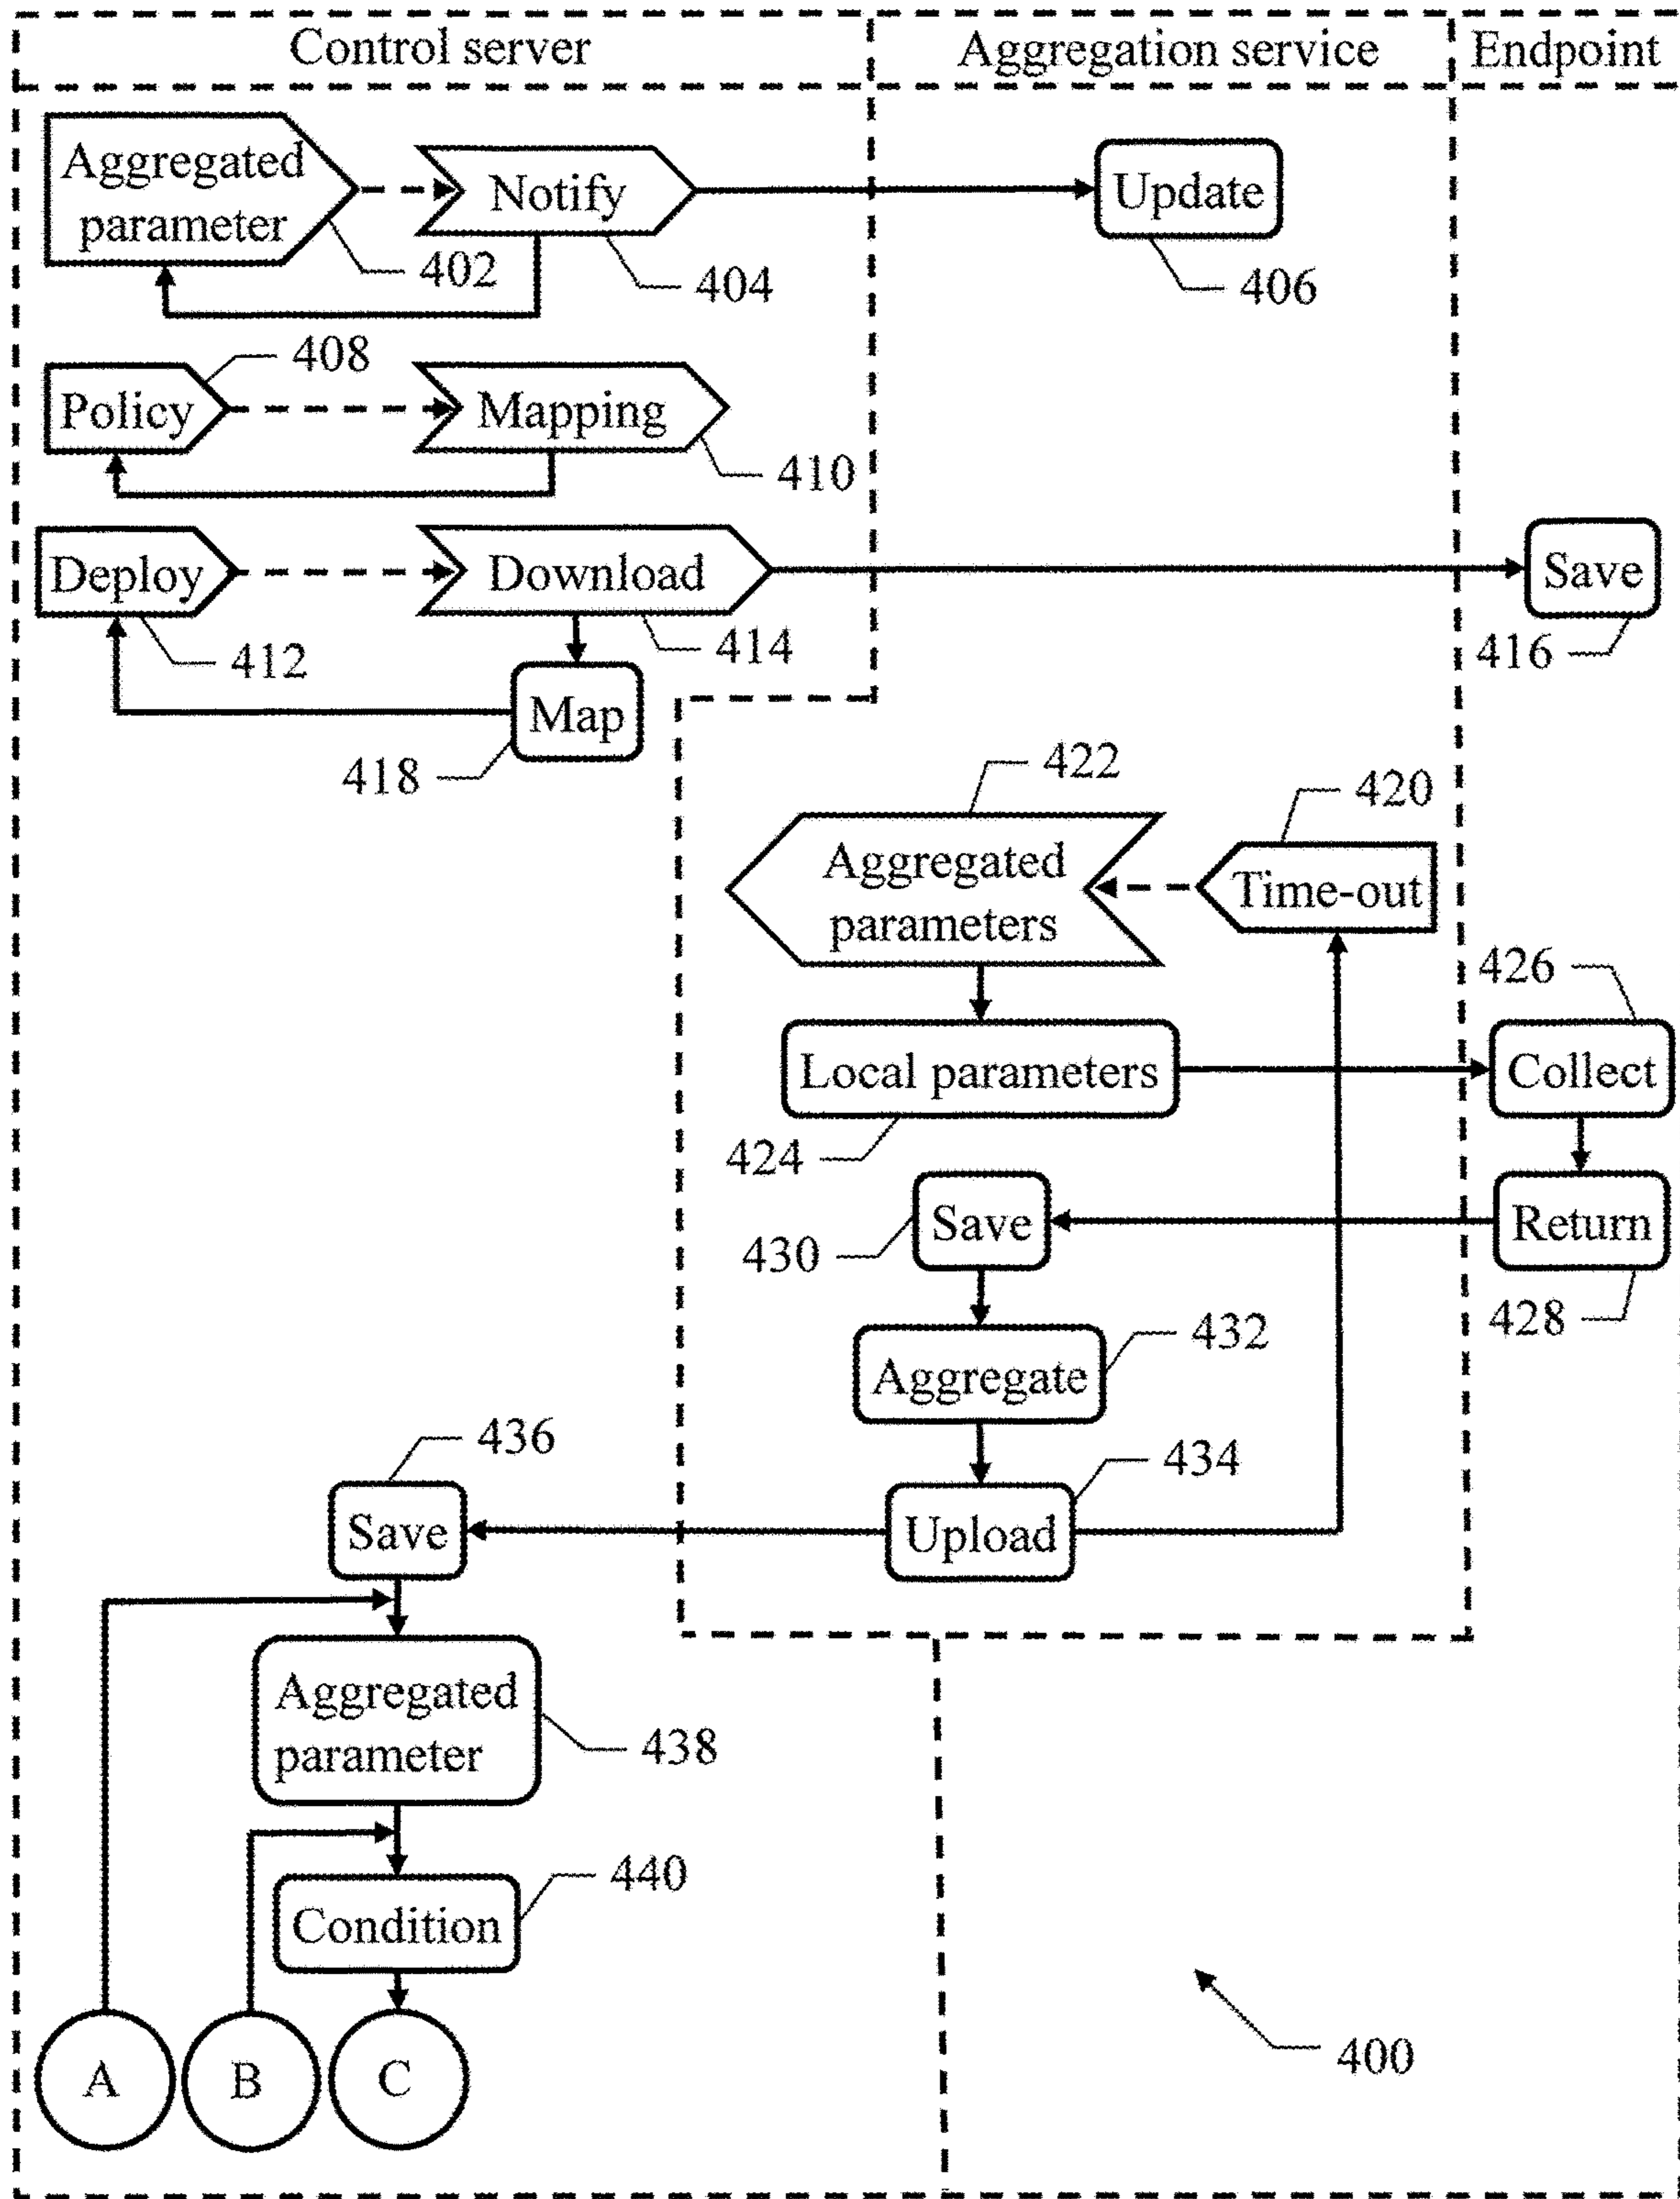 Control server
Aggregation service
Endpoint
Aggregated
parameter
402
Notify
404
Update
406
Policy
408
Mapping
410
Deploy
412
Download
414
Save
416
Map
418
422
420
Aggregated
parameters
Time-out
426
Local parameters
Collect
424
Save
430
Return
428
Aggregate
432
436
434
Save
Upload
Aggregated
parameter
438
Condition
440
A
B
C
400